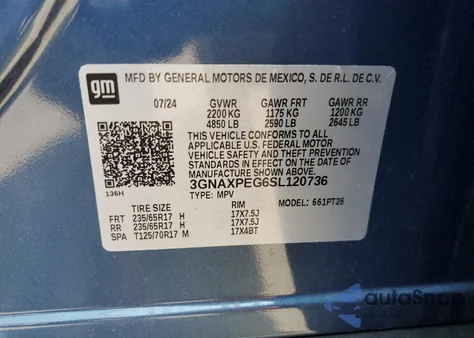 gm
MFD BY GENERAL MOTORS DE MEXICO, S. DE R.L. DE C.V.
07/24 GVWR GAWR FRT GAWR RR
2200 KG 1175 KG 1200 KG
4850 LB 2590 LB 2645 LB
THIS VEHICLE CONFORMS TO ALL
APPLICABLE U.S. FEDERAL MOTOR
VEHICLE SAFETY, BUMPER, AND THEFT
PREVENTION STANDARDS IN EFFECT ON
THE DATE OF MANUFACTURE
SHOWN ABOVE.
3GNAXPEG6SL120736
136H
TYPE: MPV MODEL: 661PT26
TIRE SIZE RIM
FRT 235/65R17 H 17X7.5J
RR 235/65R17 H 17X7.5J
SPA T125/70R17 M 17X4BT
autoSnap